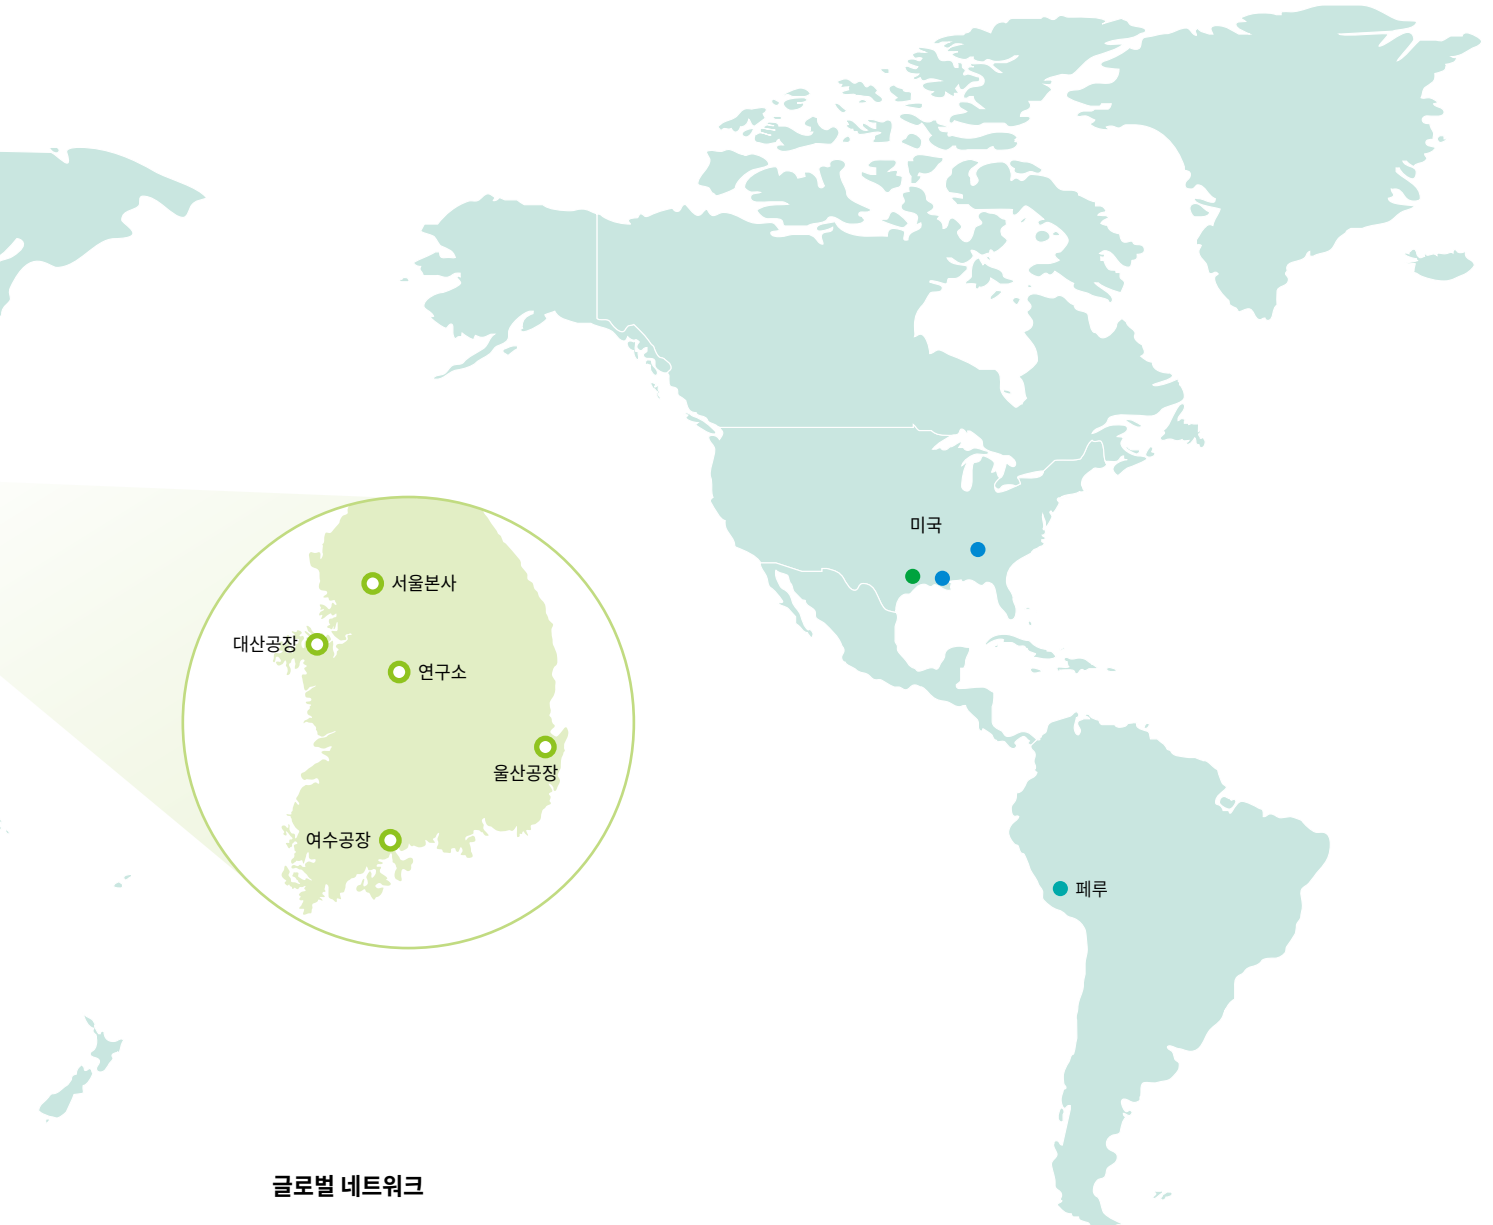 미국
서울본사
대산공장
연구소
울산공장
여수공장
페루
글로벌 네트워크